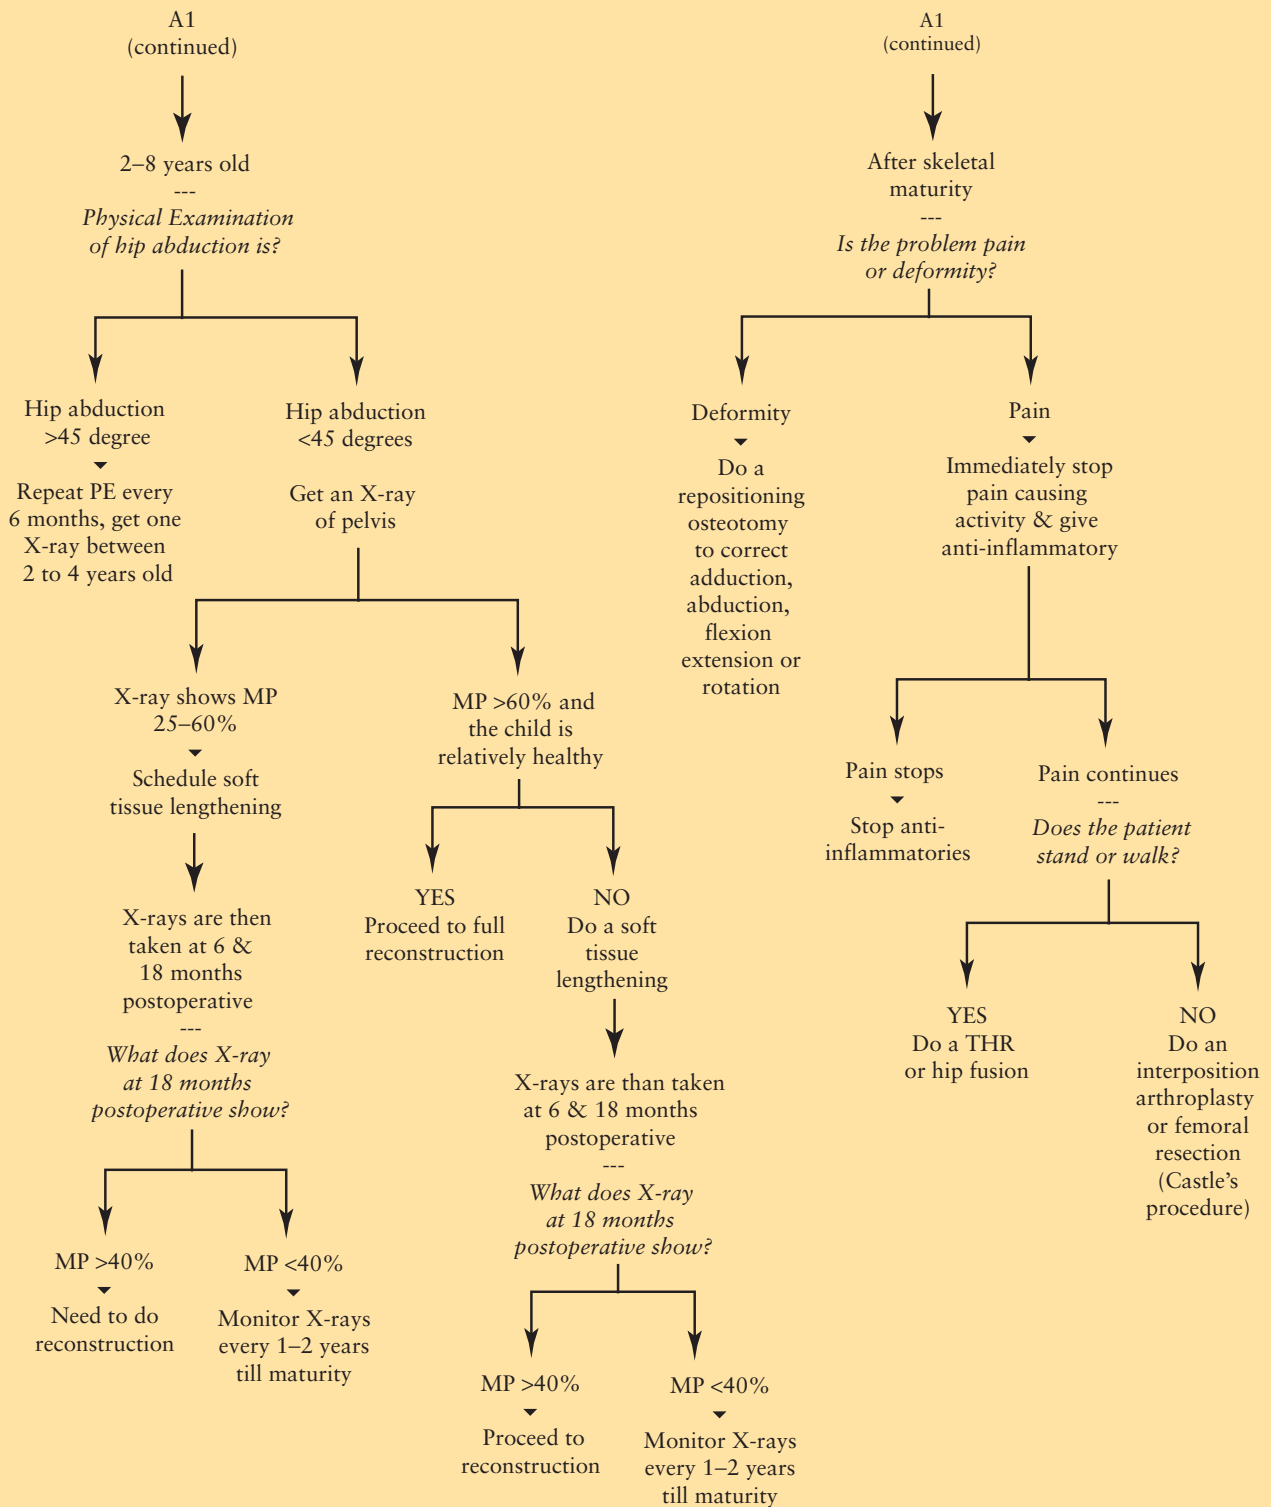 A1
(continued)
2–8 years old
---
Physical Examination
of hip abduction is?
Hip abduction
>45 degree
Repeat PE every
6 months, get one
X-ray between
2 to 4 years old
Hip abduction
<45 degrees
Get an X-ray
of pelvis
X-ray shows MP
25–60%
Schedule soft
tissue lengthening
X-rays are then
taken at 6 &
18 months
postoperative
---
What does X-ray
at 18 months
postoperative show?
MP >40%
Need to do
reconstruction
MP <40%
Monitor X-rays
every 1–2 years
till maturity
MP >60% and
the child is
relatively healthy
YES
Proceed to full
reconstruction
NO
Do a soft
tissue
lengthening
X-rays are than taken
at 6 & 18 months
postoperative
---
What does X-ray
at 18 months
postoperative show?
MP >40%
Proceed to
reconstruction
MP <40%
Monitor X-rays
every 1–2 years
till maturity
A1
(continued)
After skeletal
maturity
---
Is the problem pain
or deformity?
Deformity
Do a
repositioning
osteotomy
to correct
adduction,
abduction,
flexion
extension or
rotation
Pain
Immediately stop
pain causing
activity & give
anti-inflammatory
Pain stops
Stop anti-
inflammatories
Pain continues
---
Does the patient
stand or walk?
YES
Do a THR
or hip fusion
NO
Do an
interposition
arthroplasty
or femoral
resection
(Castle's
procedure)